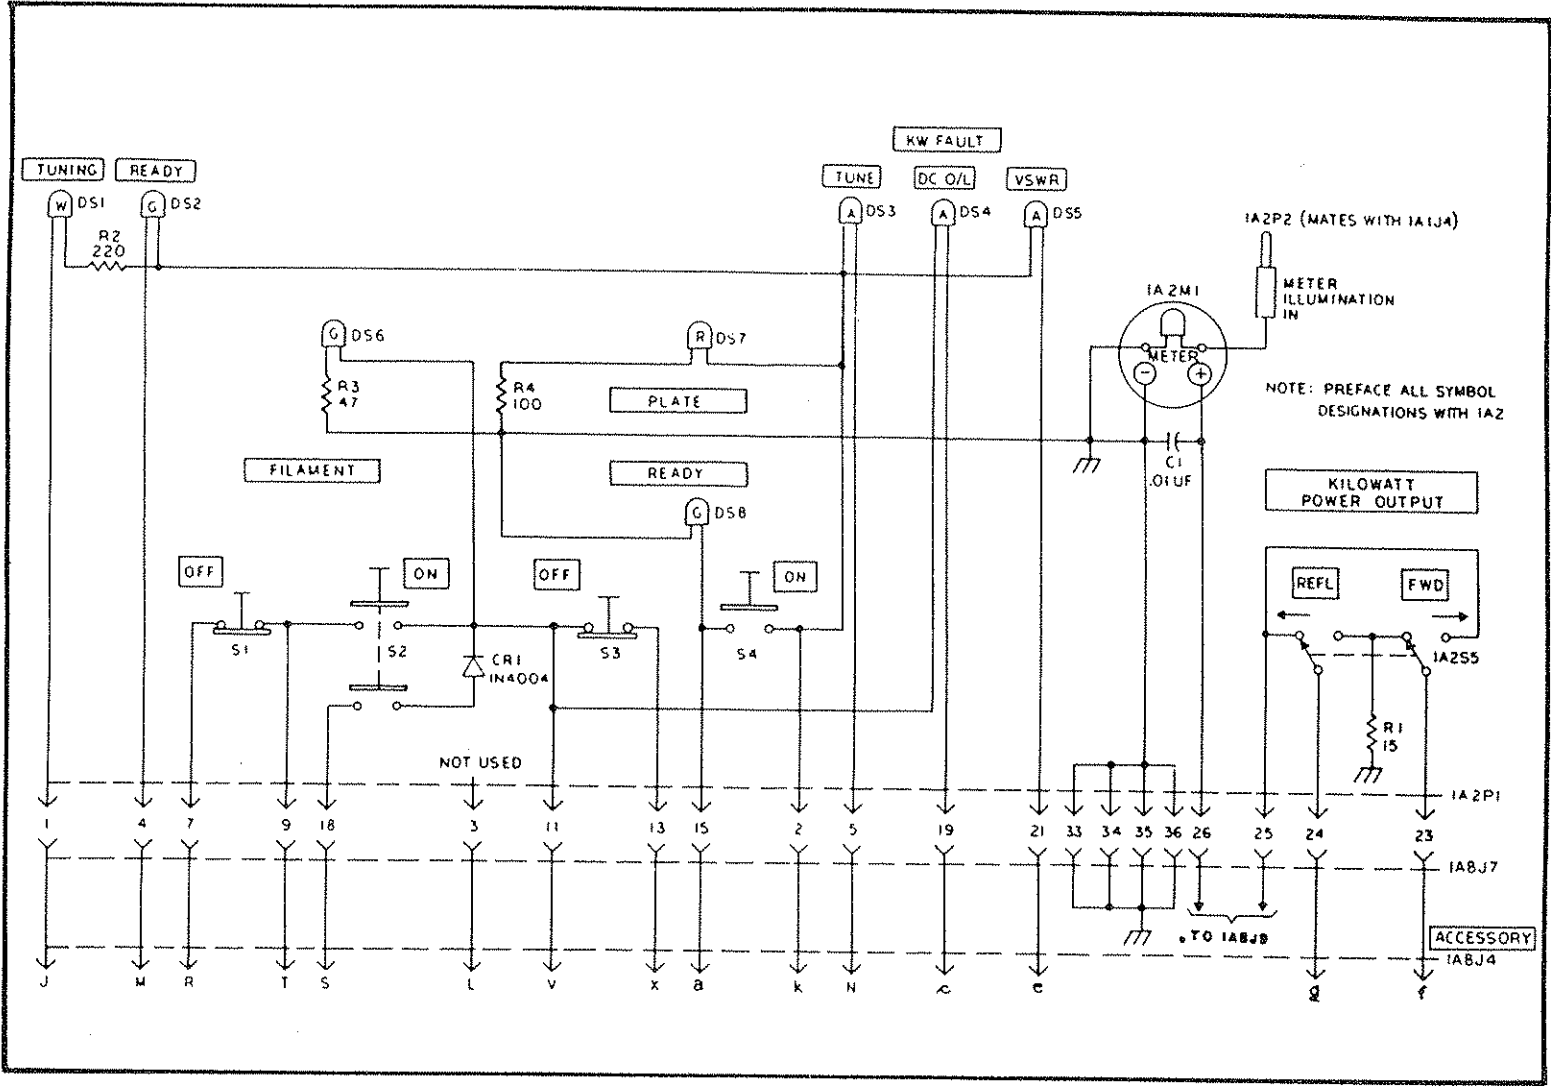 KW FAULT
TUNING
READY
TUNE
DC O/L
VSWR
W DS1
G DS2
A DS3
A DS4
A DS5
1A2P2 (MATES WITH 1A1J4)
R2
220
METER
ILLUMINATION
IN
1A2M1
G DS6
R DS7
METER
- +
R3
47
R4
100
PLATE
NOTE: PREFACE ALL SYMBOL
DESIGNATIONS WITH 1A2
FILAMENT
READY
C1
.01UF
KILOWATT
POWER OUTPUT
G DS8
OFF
ON
OFF
ON
REFL
FWD
S1
S2
S3
S4
1A2S5
CR1
1N4004
R1
15
NOT USED
1A2P1
1 4 7 9 18 3 11 13 15 2 5 19 21 33 34 35 36 26 25 24 23
1A8J7
TO 1A8J9
ACCESSORY
1A8J4
J M R T S L V X a k N c e g f